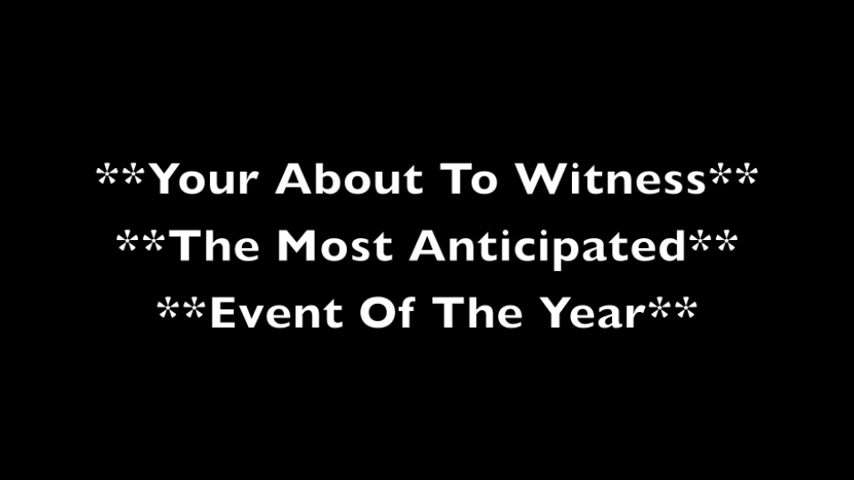 **Your About To Witness**
**The Most Anticipated**
**Event Of The Year**